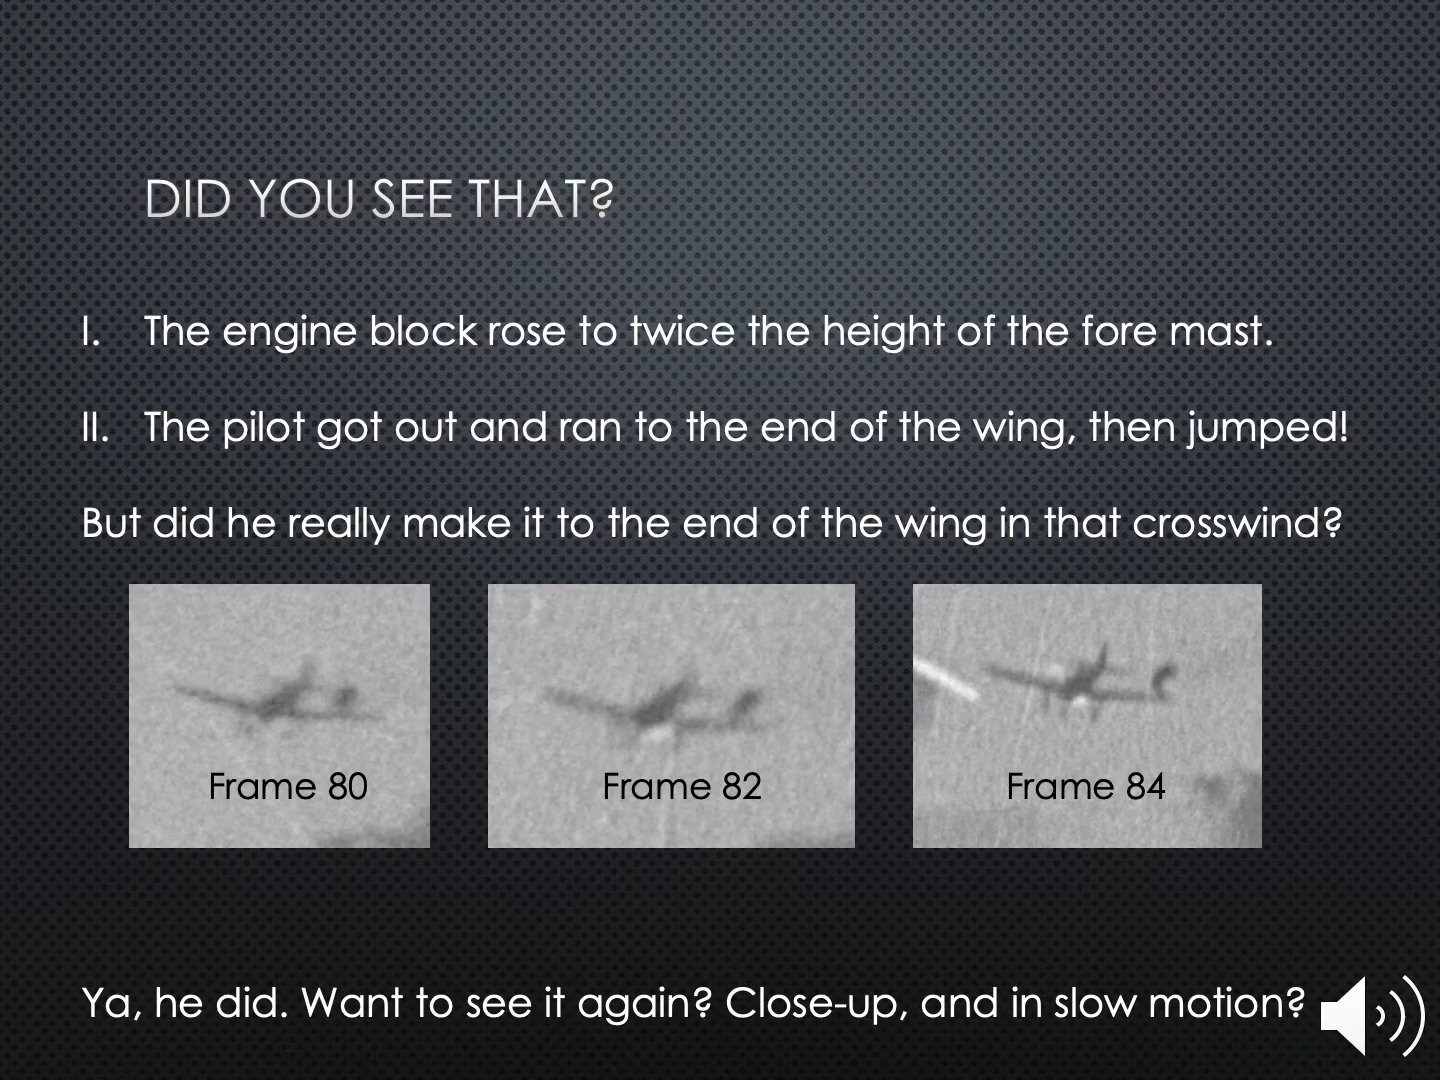 DID YOU SEE THAT?
I. The engine block rose to twice the height of the fore mast.
II. The pilot got out and ran to the end of the wing, then jumped!
But did he really make it to the end of the wing in that crosswind?
Frame 80
Frame 82
Frame 84
Ya, he did. Want to see it again? Close-up, and in slow motion?